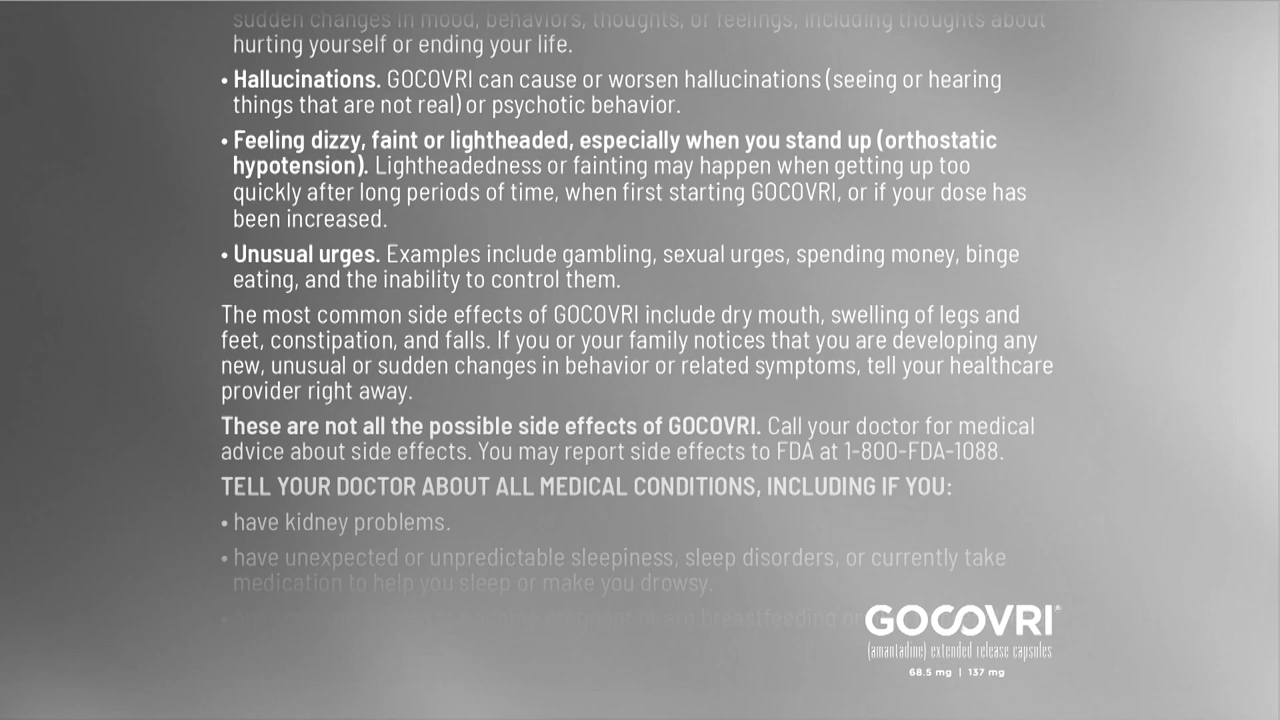 sudden changes in mood, behaviors, thoughts, or feelings, including thoughts about
hurting yourself or ending your life.
• Hallucinations. GOCOVRI can cause or worsen hallucinations (seeing or hearing
things that are not real) or psychotic behavior.
• Feeling dizzy, faint or lightheaded, especially when you stand up (orthostatic
hypotension). Lightheadedness or fainting may happen when getting up too
quickly after long periods of time, when first starting GOCOVRI, or if your dose has
been increased.
• Unusual urges. Examples include gambling, sexual urges, spending money, binge
eating, and the inability to control them.
The most common side effects of GOCOVRI include dry mouth, swelling of legs and
feet, constipation, and falls. If you or your family notices that you are developing any
new, unusual or sudden changes in behavior or related symptoms, tell your healthcare
provider right away.
These are not all the possible side effects of GOCOVRI. Call your doctor for medical
advice about side effects. You may report side effects to FDA at 1-800-FDA-1088.
TELL YOUR DOCTOR ABOUT ALL MEDICAL CONDITIONS, INCLUDING IF YOU:
• have kidney problems.
• have unexpected or unpredictable sleepiness, sleep disorders, or currently take
medication to help you sleep or make you drowsy.
• or are breastfeeding or
GOCOVRI®
(amantadine) extended release capsules
68.5 mg | 137 mg